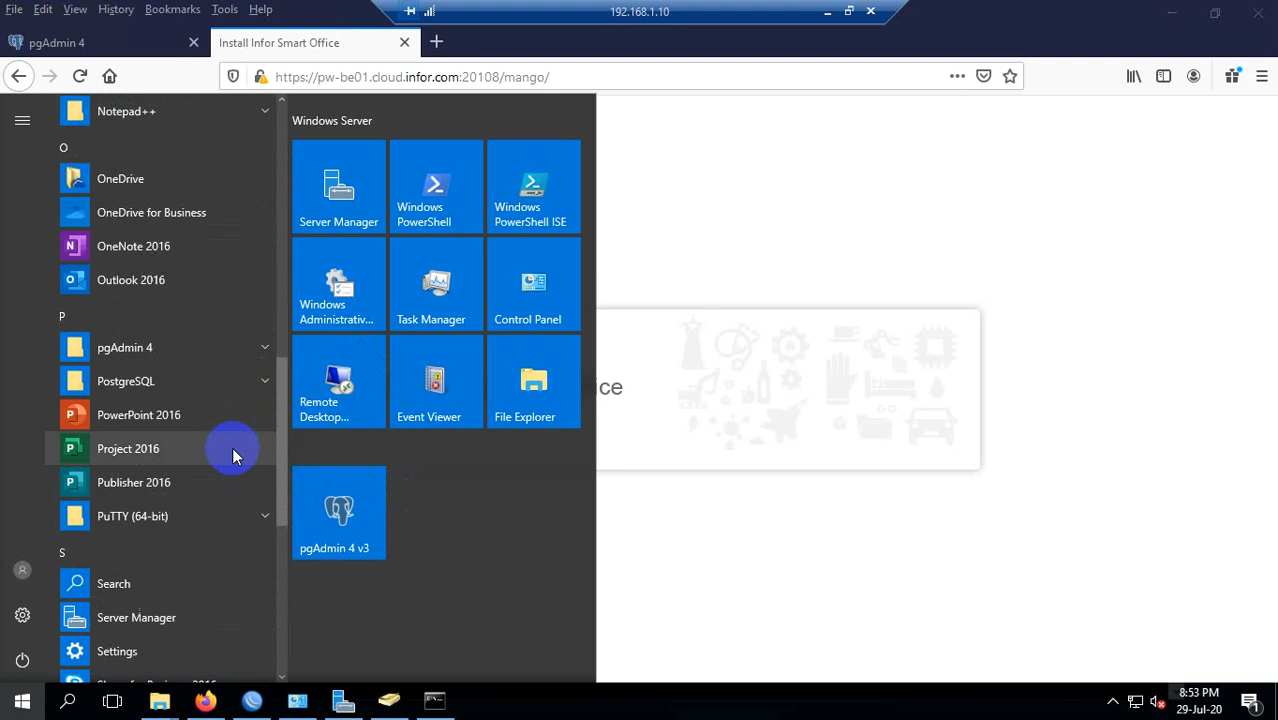 File Edit View History Bookmarks Tools Help
192.168.1.10
pgAdmin 4
Install Infor Smart Office
https://pw-be01.cloud.infor.com:20108/mango/
Notepad++
O
OneDrive
OneDrive for Business
OneNote 2016
Outlook 2016
P
pgAdmin 4
PostgreSQL
PowerPoint 2016
Project 2016
Publisher 2016
PuTTY (64-bit)
S
Search
Server Manager
Settings
Windows Server
Server Manager
Windows PowerShell
Windows PowerShell ISE
Windows Administrativ...
Task Manager
Control Panel
Remote Desktop...
Event Viewer
File Explorer
pgAdmin 4 v3
ice
8:53 PM
29-Jul-20
1